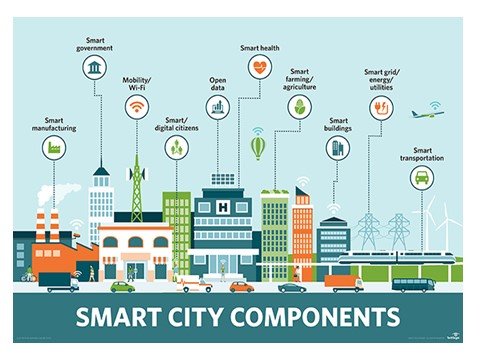 Smart
government
Smart health
Mobility/
Wi-Fi
Open
data
Smart
farming/
agriculture
Smart grid/
energy/
utilities
Smart
manufacturing
Smart/
digital citizens
Smart
buildings
Smart
transportation
H
SMART CITY COMPONENTS